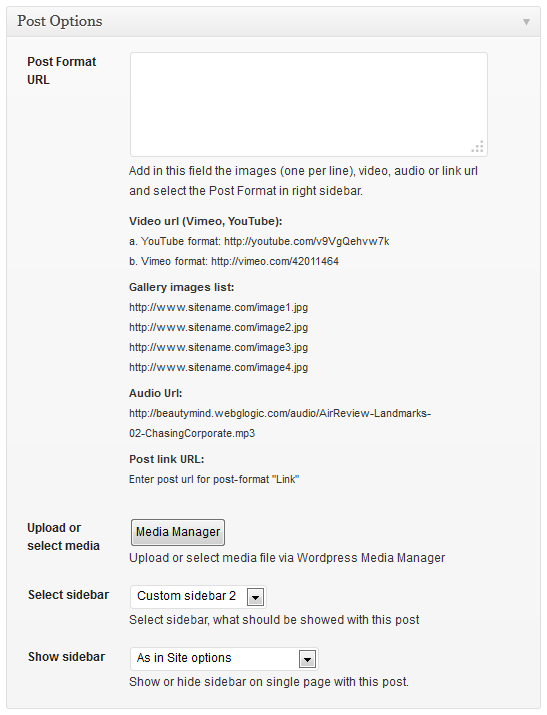 Post Options
Post Format
URL
Add in this field the images (one per line), video, audio or link url
and select the Post Format in right sidebar.
Video url (Vimeo, YouTube):
a. YouTube format: http://youtube.com/v9VgQehvw7k
b. Vimeo format: http://vimeo.com/42011464
Gallery images list:
http://www.sitename.com/image1.jpg
http://www.sitename.com/image2.jpg
http://www.sitename.com/image3.jpg
http://www.sitename.com/image4.jpg
Audio Url:
http://beautymind.webglogic.com/audio/AirReview-Landmarks-
02-ChasingCorporate.mp3
Post link URL:
Enter post url for post-format "Link"
Upload or
select media
Media Manager
Upload or select media file via Wordpress Media Manager
Select sidebar
Custom sidebar 2
Select sidebar, what should be showed with this post
Show sidebar
As in Site options
Show or hide sidebar on single page with this post.